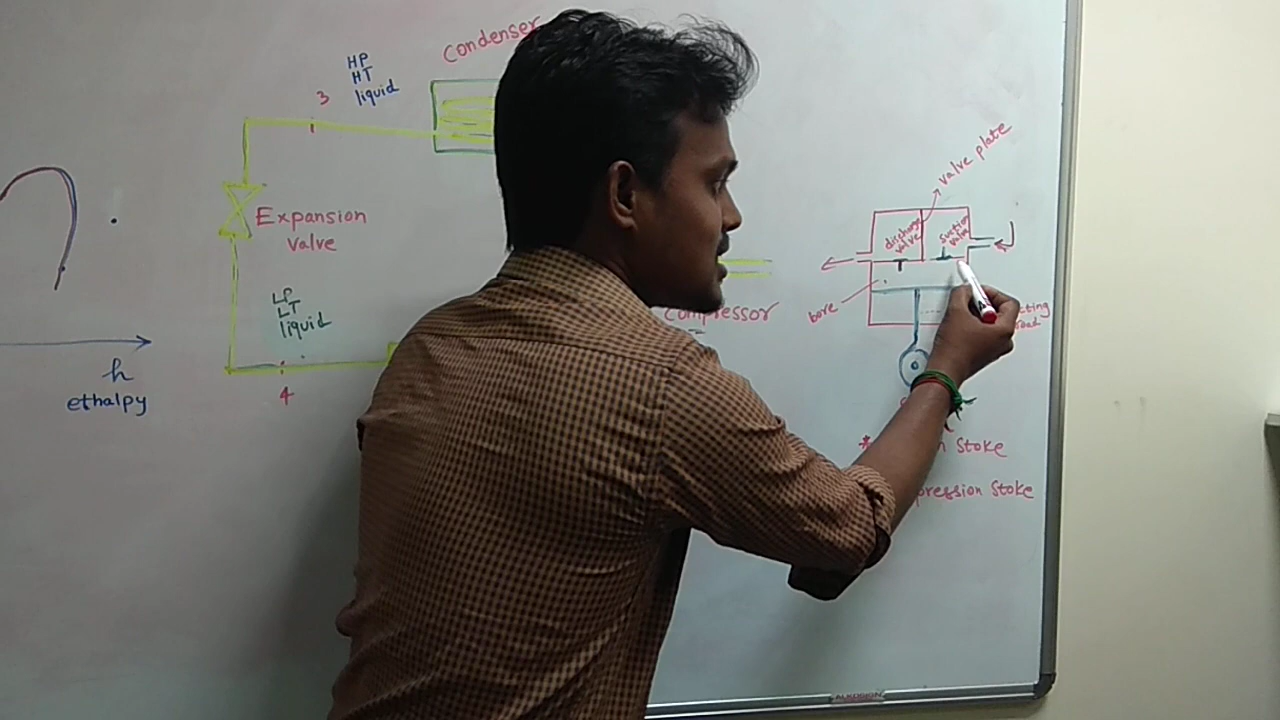 Condenser
HP
HT
liquid
3
Expansion
valve
LP
LT
liquid
4
h
ethalpy
Compressor
valve plate
discharge
valve
suction
valve
bore
* Stoke
Stoke